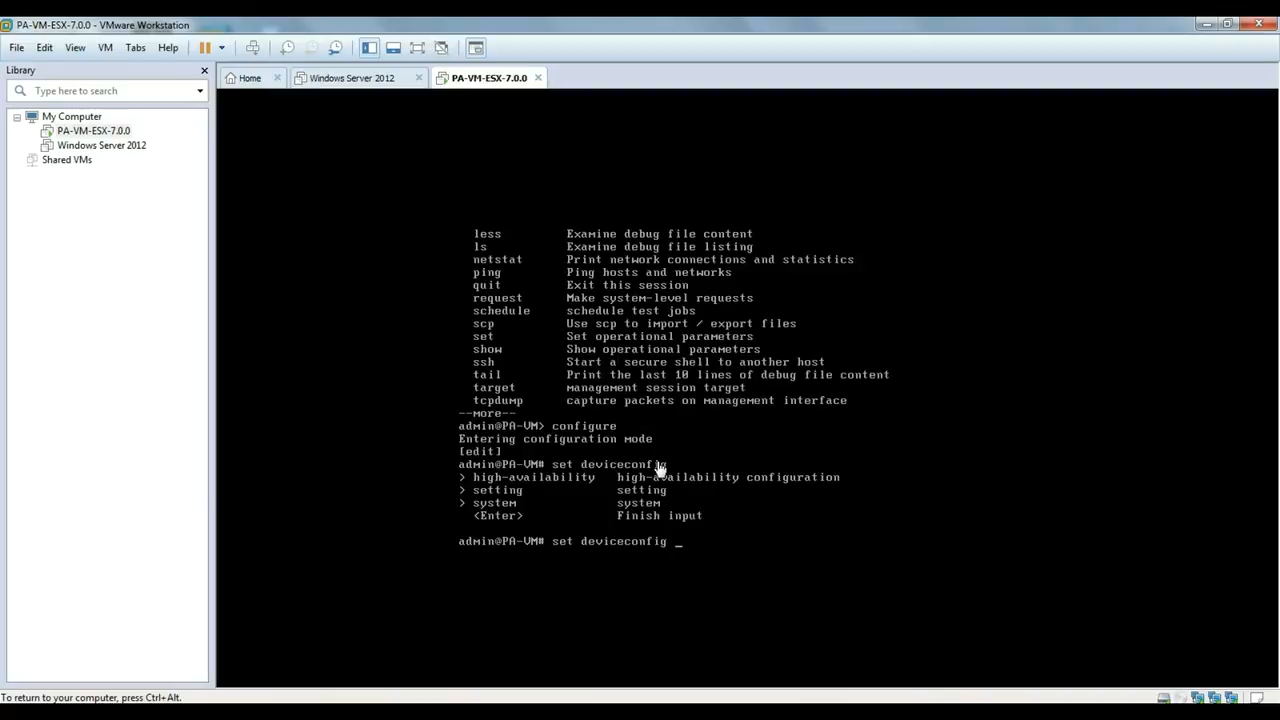 PA-VM-ESX-7.0.0 - VMware Workstation
File Edit View VM Tabs Help
Library
Type here to search
My Computer
PA-VM-ESX-7.0.0
Windows Server 2012
Shared VMs
Home Windows Server 2012 PA-VM-ESX-7.0.0
less Examine debug file content
ls Examine debug file listing
netstat Print network connections and statistics
ping Ping hosts and networks
quit Exit this session
request Make system-level requests
schedule schedule test jobs
scp Use scp to import / export files
set Set operational parameters
show Show operational parameters
ssh Start a secure shell to another host
tail Print the last 10 lines of debug file content
target management session target
tcpdump capture packets on management interface
--more--
admin@PA-VM> configure
Entering configuration mode
[edit]
admin@PA-VM# set deviceconfig
> high-availability high-availability configuration
> setting setting
> system system
<Enter> Finish input
admin@PA-VM# set deviceconfig _
To return to your computer, press Ctrl+Alt.